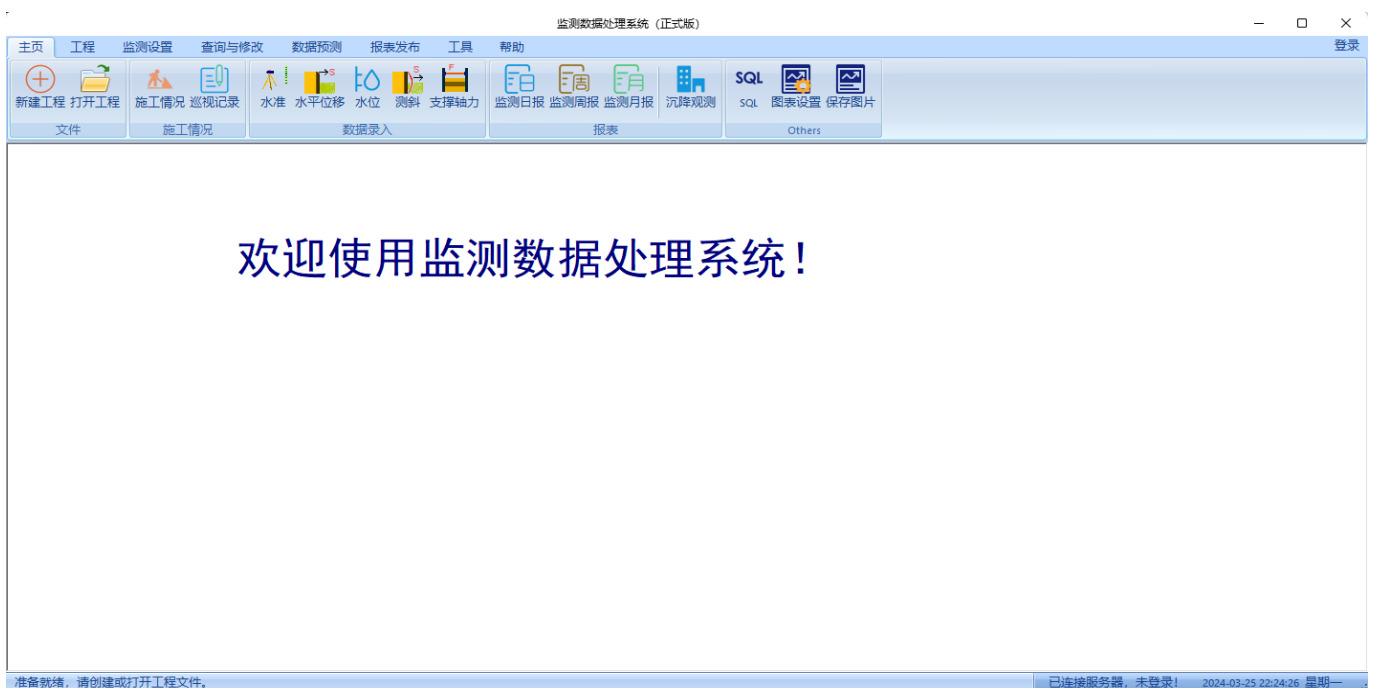 监测数据处理系统（正式版）
主页 工程 监测设置 查询与修改 数据预测 报表发布 工具 帮助 登录
S S F SQL
新建工程 打开工程 施工情况 巡视记录 水准 水平位移 水位 测斜 支撑轴力 监测日报 监测周报 监测月报 沉降观测 SQL 图表设置 保存图片
文件 施工情况 数据录入 报表 Others
欢迎使用监测数据处理系统！
准备就绪，请创建或打开工程文件。 已连接服务器，未登录！ 2024-03-25 22:24:26 星期一